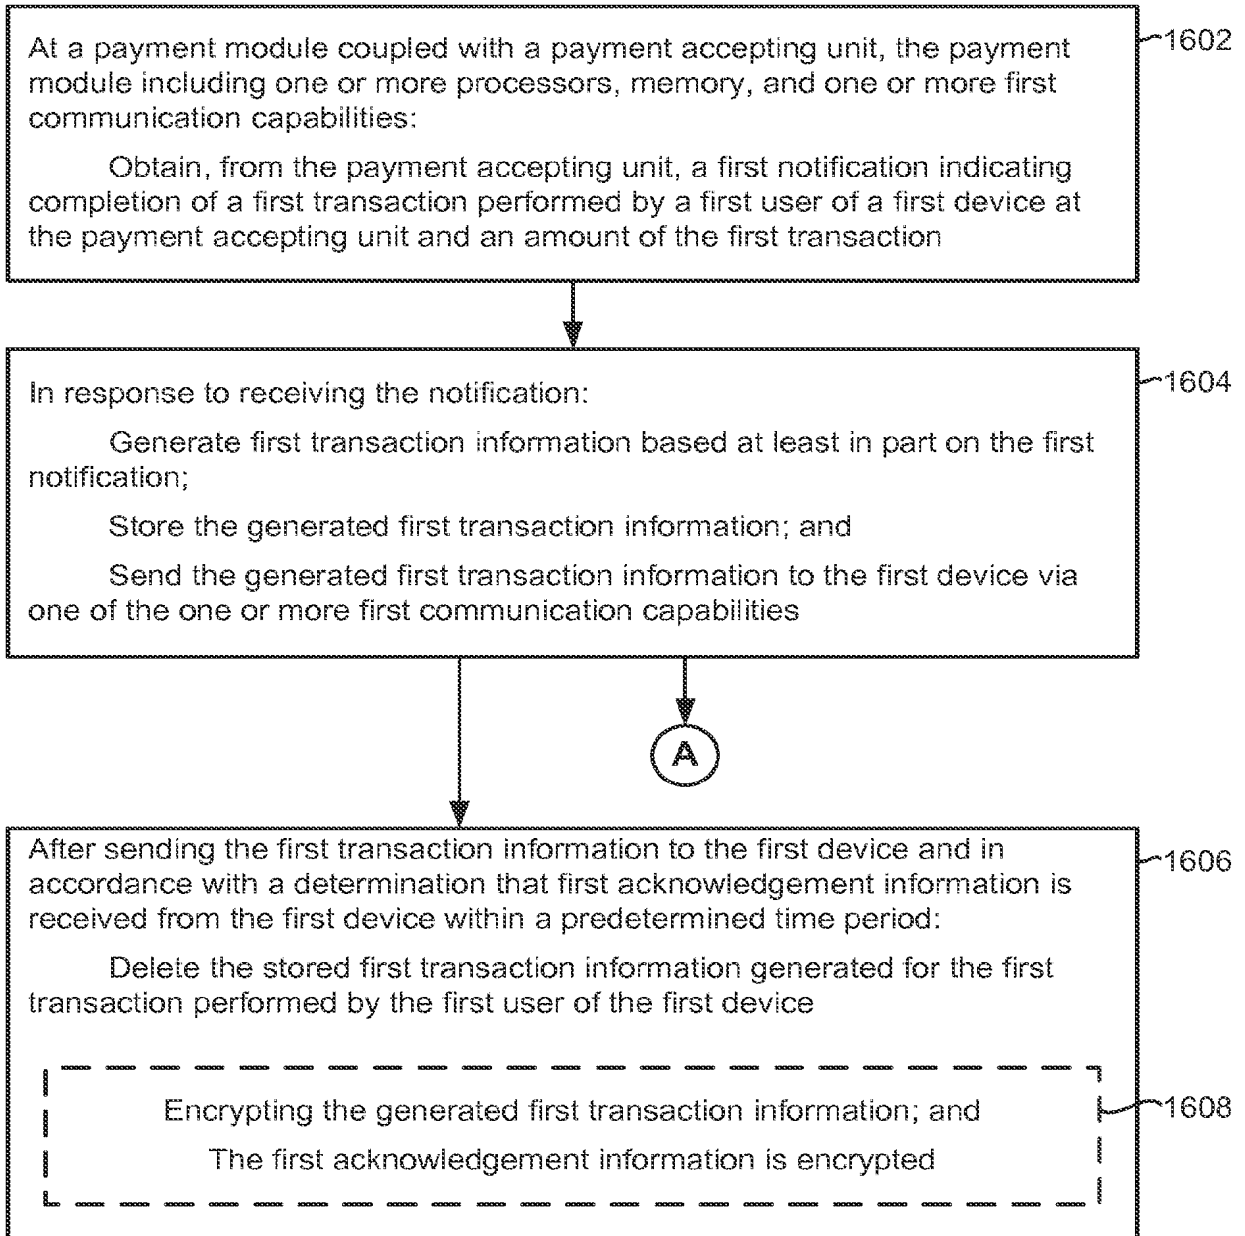 At a payment module coupled with a payment accepting unit, the payment
module including one or more processors, memory, and one or more first
communication capabilities:
Obtain, from the payment accepting unit, a first notification indicating
completion of a first transaction performed by a first user of a first device at
the payment accepting unit and an amount of the first transaction
1602
In response to receiving the notification:
Generate first transaction information based at least in part on the first
notification;
Store the generated first transaction information; and
Send the generated first transaction information to the first device via
one of the one or more first communication capabilities
1604
A
After sending the first transaction information to the first device and in
accordance with a determination that first acknowledgement information is
received from the first device within a predetermined time period:
Delete the stored first transaction information generated for the first
transaction performed by the first user of the first device
1606
Encrypting the generated first transaction information; and
The first acknowledgement information is encrypted
1608